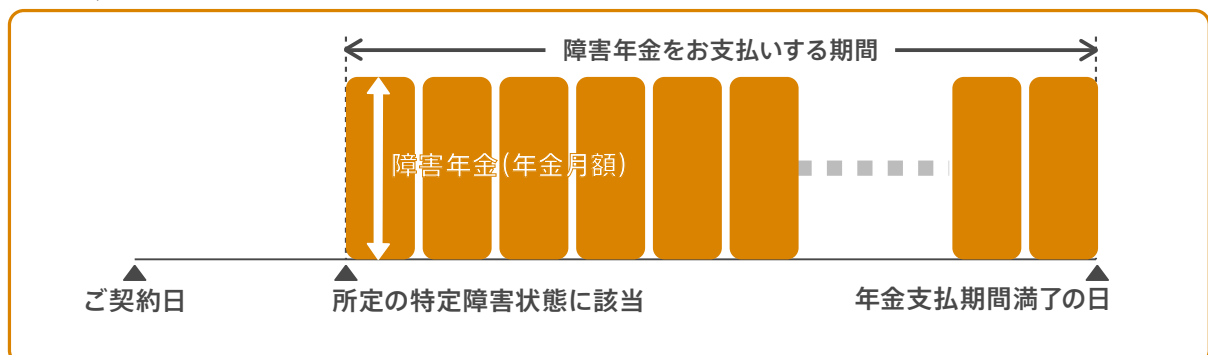 障害年金をお支払いする期間
障害年金(年金月額)
ご契約日
所定の特定障害状態に該当
年金支払期間満了の日